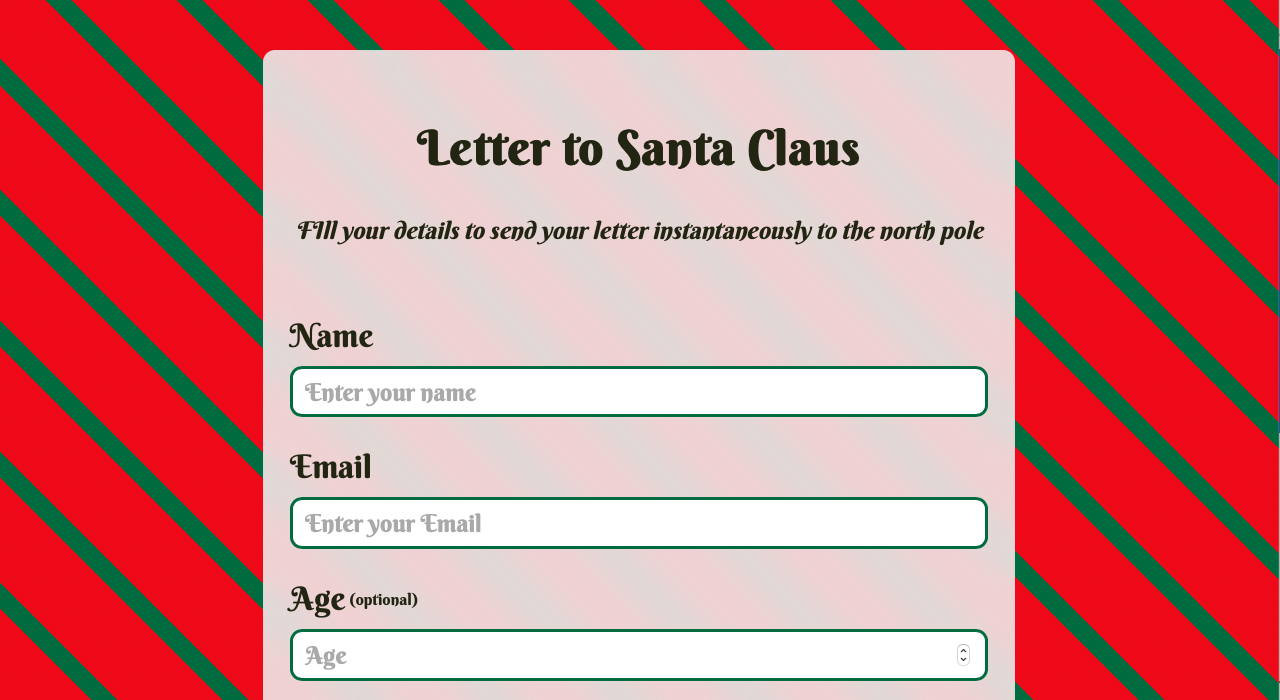 Letter to Santa Claus
FIll your details to send your letter instantaneously to the north pole
Name
Enter your name
Email
Enter your Email
Age (optional)
Age